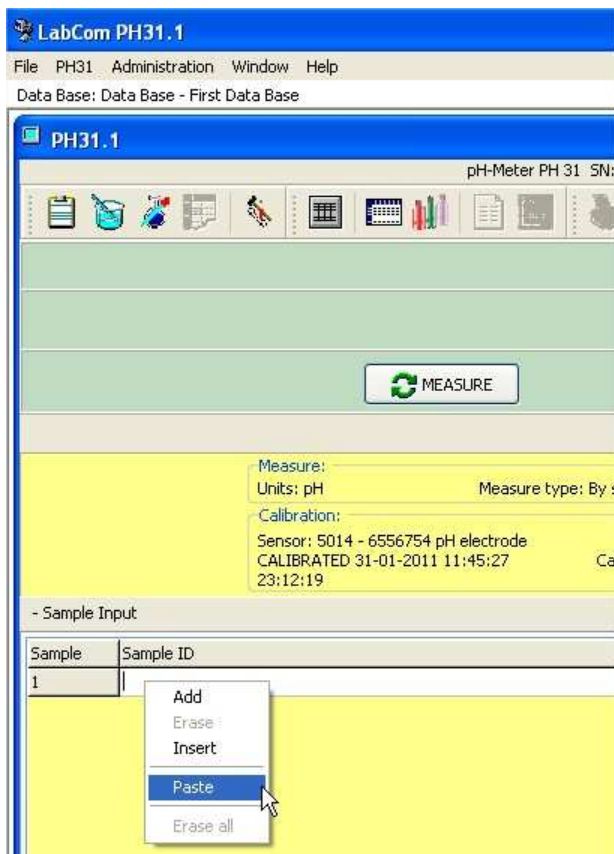 LabCom PH31.1
File PH31 Administration Window Help
Data Base: Data Base - First Data Base
PH31.1
pH-Meter PH 31 SN:
MEASURE
Measure:
Units: pH Measure type: By s
Calibration:
Sensor: 5014 - 6556754 pH electrode
CALIBRATED 31-01-2011 11:45:27 Ca
23:12:19
- Sample Input
Sample Sample ID
1
Add
Erase
Insert
Paste
Erase all